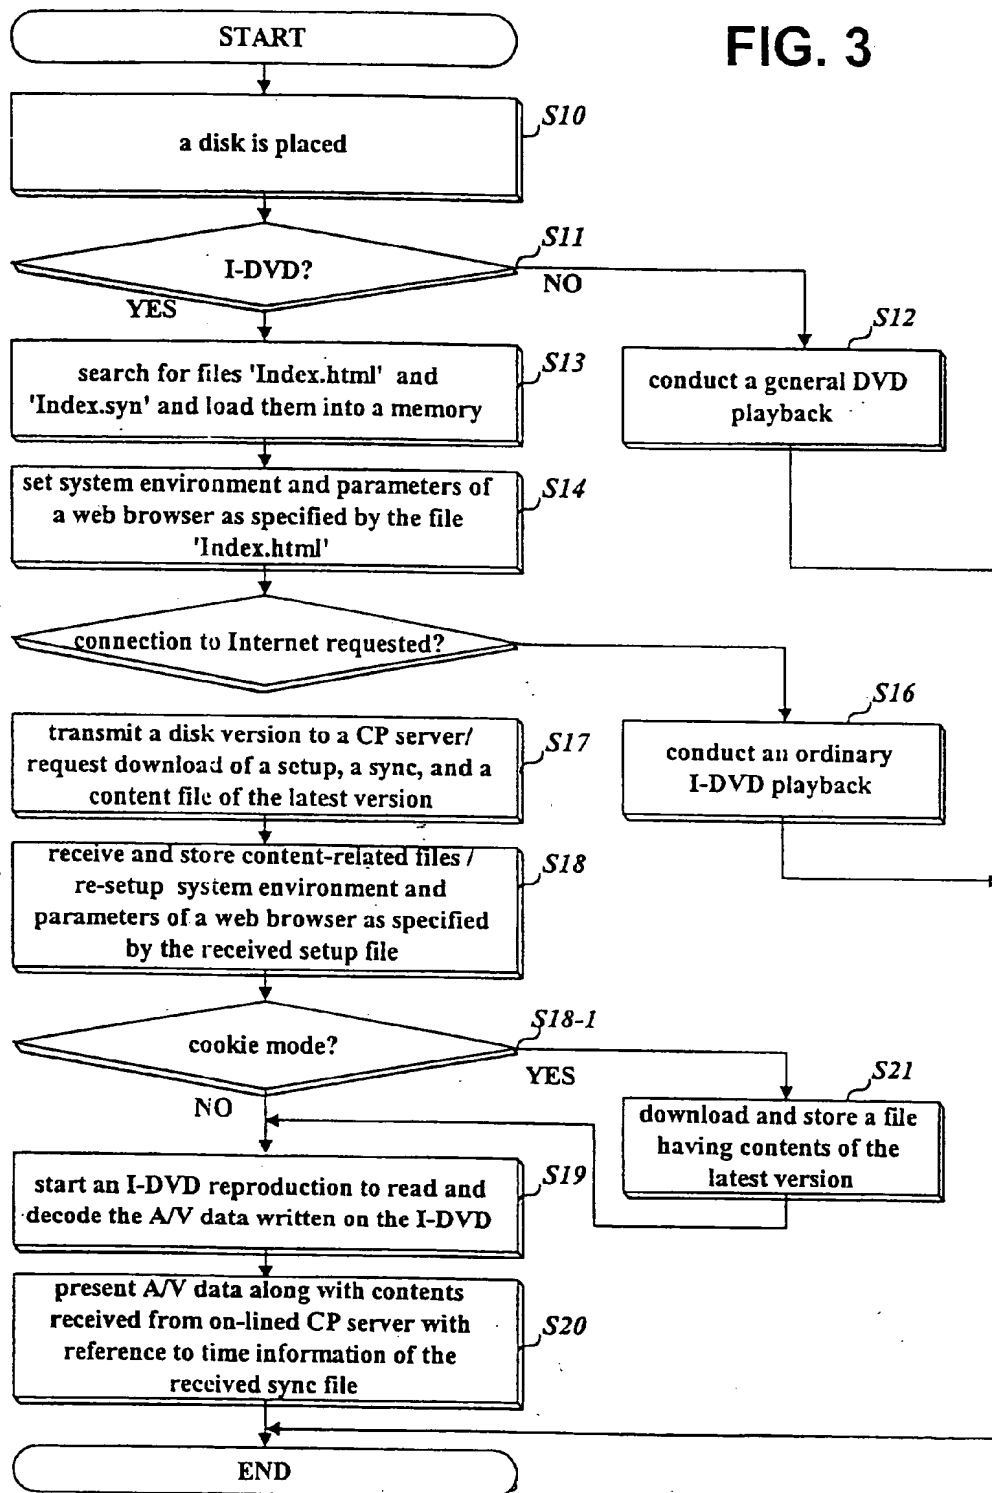 START
FIG. 3
S10
a disk is placed
S11
I-DVD?
NO
YES
S12
conduct a general DVD
playback
S13
search for files 'Index.html' and
'Index.syn' and load them into a memory
S14
set system environment and parameters of
a web browser as specified by the file
'Index.html'
connection to Internet requested?
S16
conduct an ordinary
I-DVD playback
S17
transmit a disk version to a CP server/
request download of a setup, a sync, and a
content file of the latest version
S18
receive and store content-related files /
re-setup system environment and
parameters of a web browser as specified
by the received setup file
S18-1
cookie mode?
YES
NO
S21
download and store a file
having contents of the
latest version
S19
start an I-DVD reproduction to read and
decode the A/V data written on the I-DVD
S20
present A/V data along with contents
received from on-lined CP server with
reference to time information of the
received sync file
END